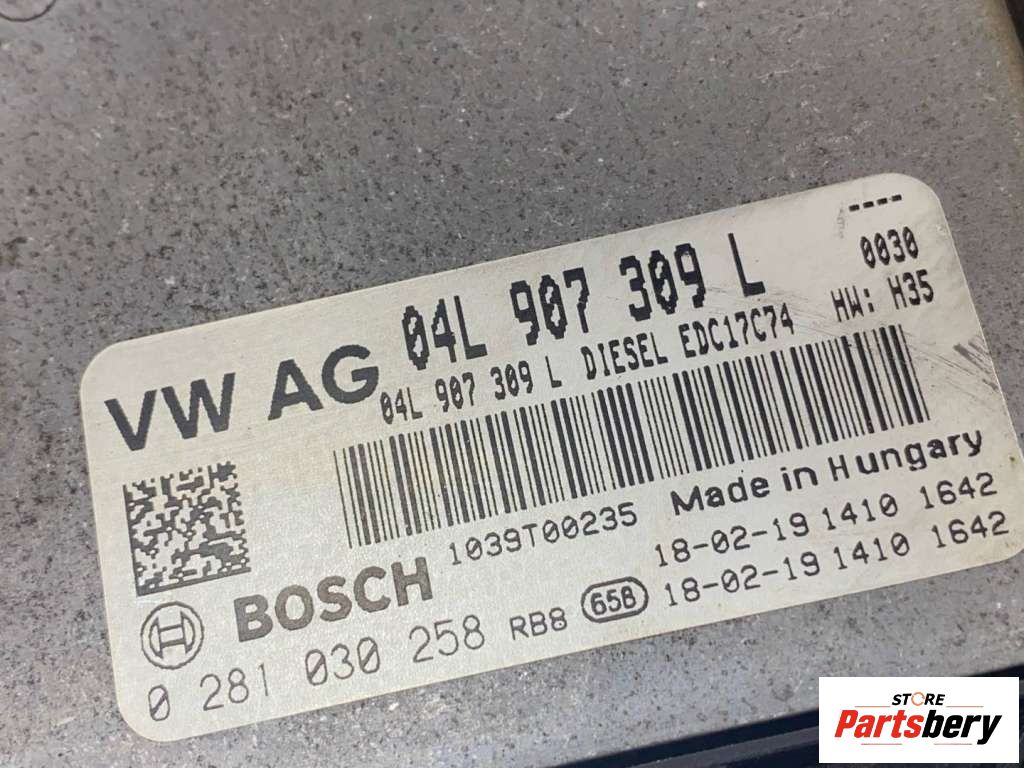 ----
VW AG 04L 907 309 L 0030
04L 907 309 L DIESEL EDC17C74 HW: H35
1039T00235 Made in Hungary
BOSCH 18-02-19 1410 1642
0 281 030 258 RB8 658 18-02-19 1410 1642
STORE
Partsbery